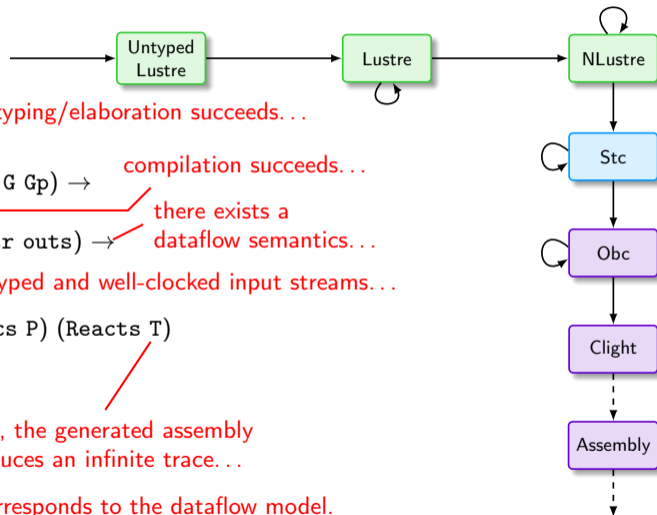 Untyped
Lustre
Lustre
NLustre
typing/elaboration succeeds...
compilation succeeds...
G Gp) →
Stc
there exists a
r outs) →
dataflow semantics...
Obc
yped and well-clocked input streams...
cs P) (Reacts T)
Clight
, the generated assembly
Assembly
uces an infinite trace...
rresponds to the dataflow model.